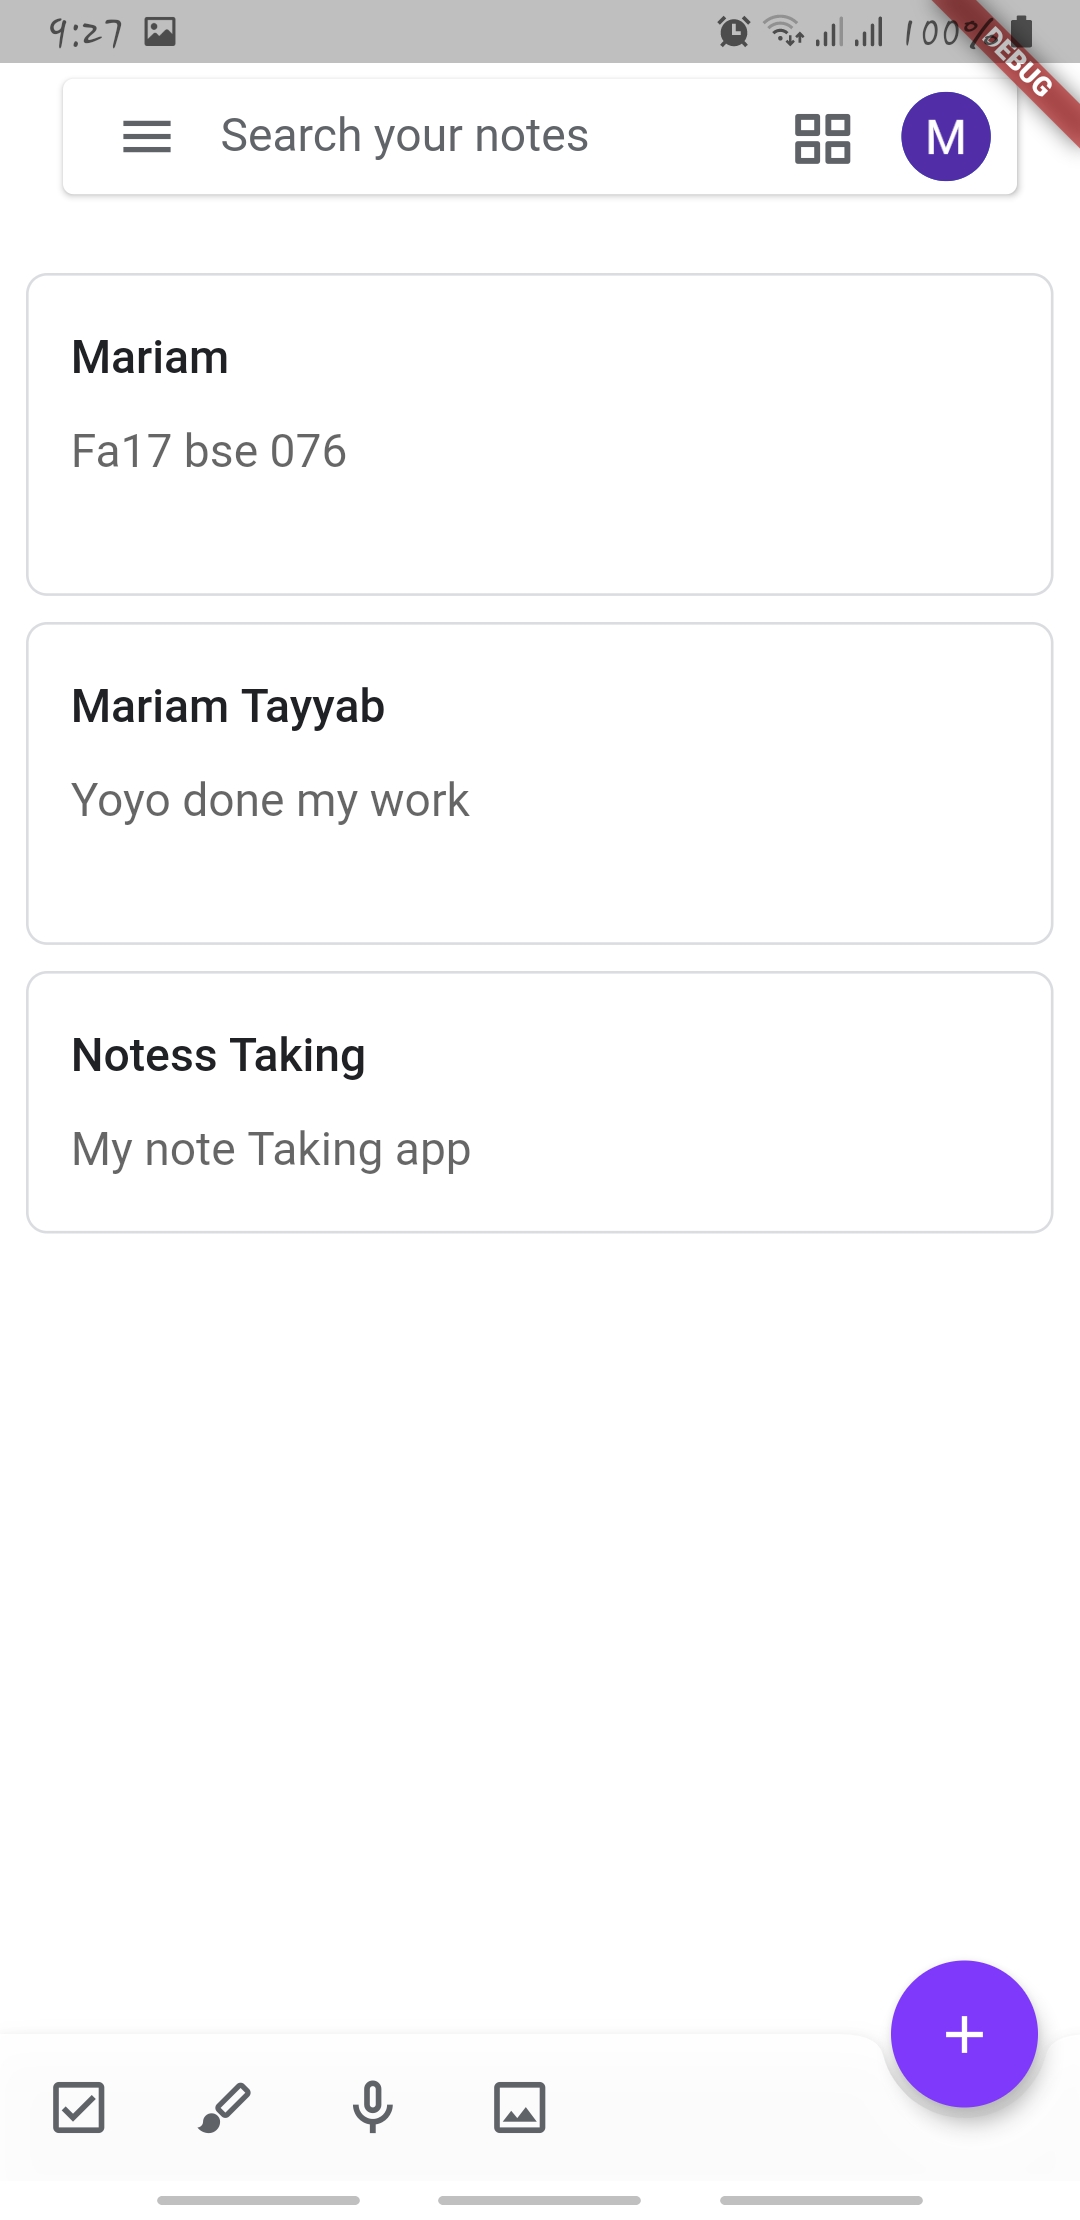 9:27
100%
DEBUG
Search your notes
M
Mariam
Fa17 bse 076
Mariam Tayyab
Yoyo done my work
Notess Taking
My note Taking app